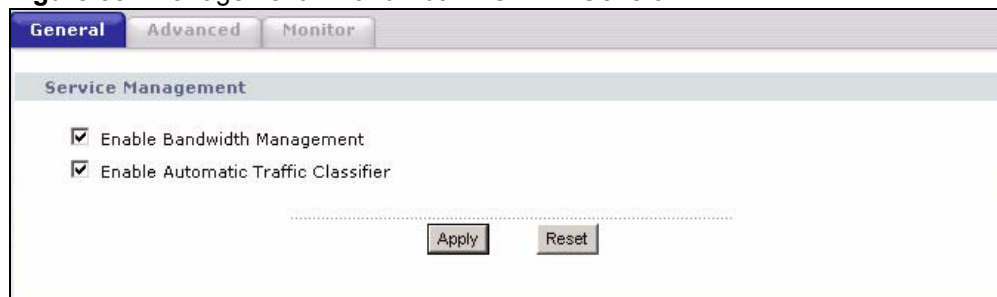 General Advanced Monitor
Service Management
Enable Bandwidth Management
Enable Automatic Traffic Classifier
Apply Reset